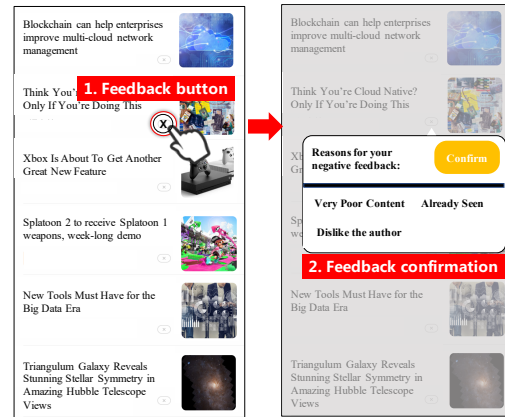 Blockchain can help enterprises
improve multi-cloud network
management
Think You'
1. Feedback button
Only If You're Doing This
X
Xbox Is About To Get Another
Great New Feature
Splatoon 2 to receive Splatoon 1
weapons, week-long demo
New Tools Must Have for the
Big Data Era
Triangulum Galaxy Reveals
Stunning Stellar Symmetry in
Amazing Hubble Telescope
Views
Blockchain can help enterprises
improve multi-cloud network
management
Think You're Cloud Native?
Only If You're Doing This
Xb
Gr
Reasons for your
negative feedback:
Confirm
Very Poor Content Already Seen
Dislike the author
Sp
we
2. Feedback confirmation
New Tools Must Have for the
Big Data Era
Triangulum Galaxy Reveals
Stunning Stellar Symmetry in
Amazing Hubble Telescope
Views